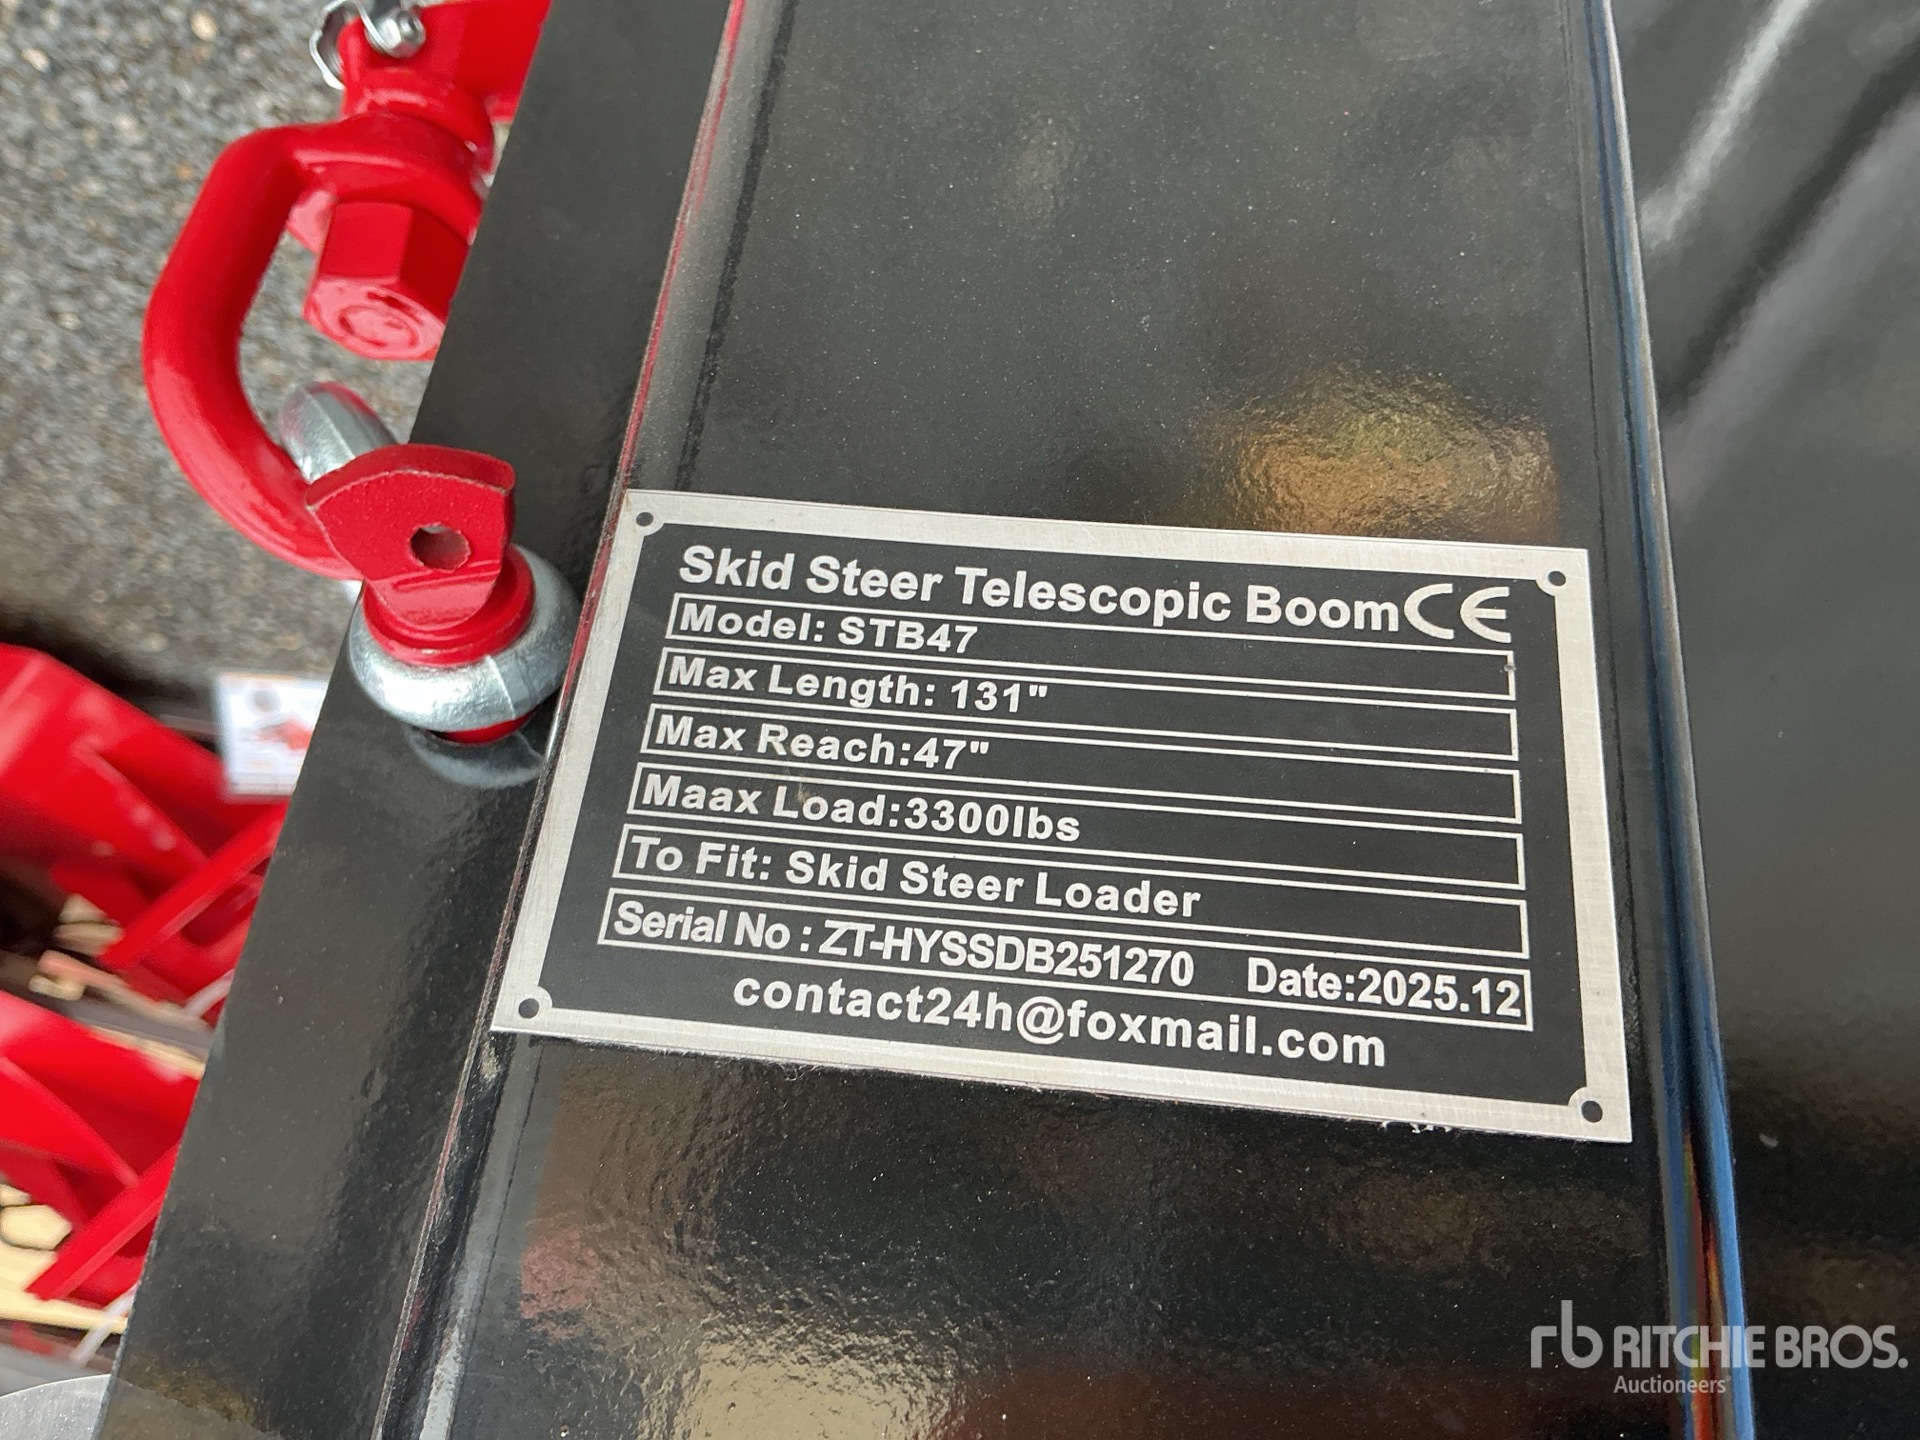 Skid Steer Telescopic Boom CE
Model: STB47
Max Length: 131"
Max Reach:47"
Maax Load:3300lbs
To Fit: Skid Steer Loader
Serial No : ZT-HYSSDB251270 Date:2025.12
contact24h@foxmail.com
rb RITCHIE BROS.
Auctioneers